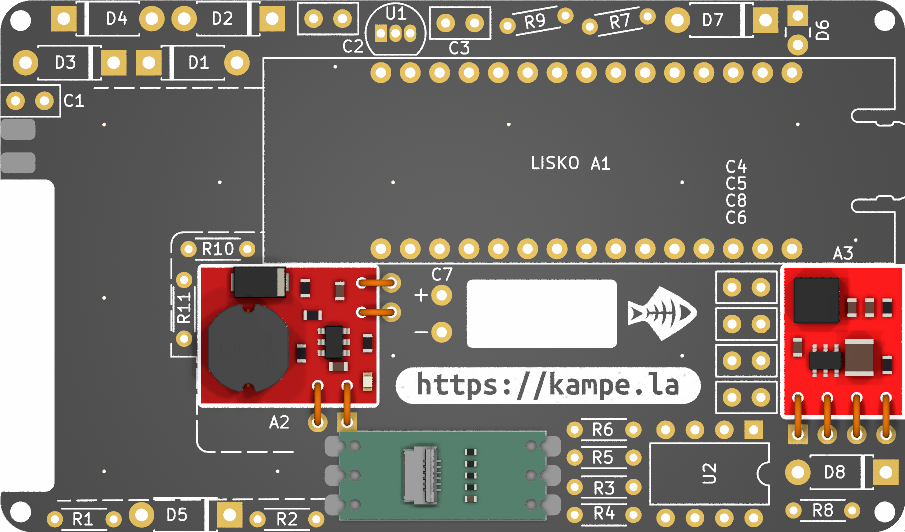 D4 D2 U1 R9 R7 D7 D6
C2 C3
D3 D1
C1
LISKO A1
C4
C5
C8
C6
R10 A3
C7
+
R11
-
https://kampe.la
A2
R6
R5
U2
D8
R3
R1 D5 R2 R4 R8